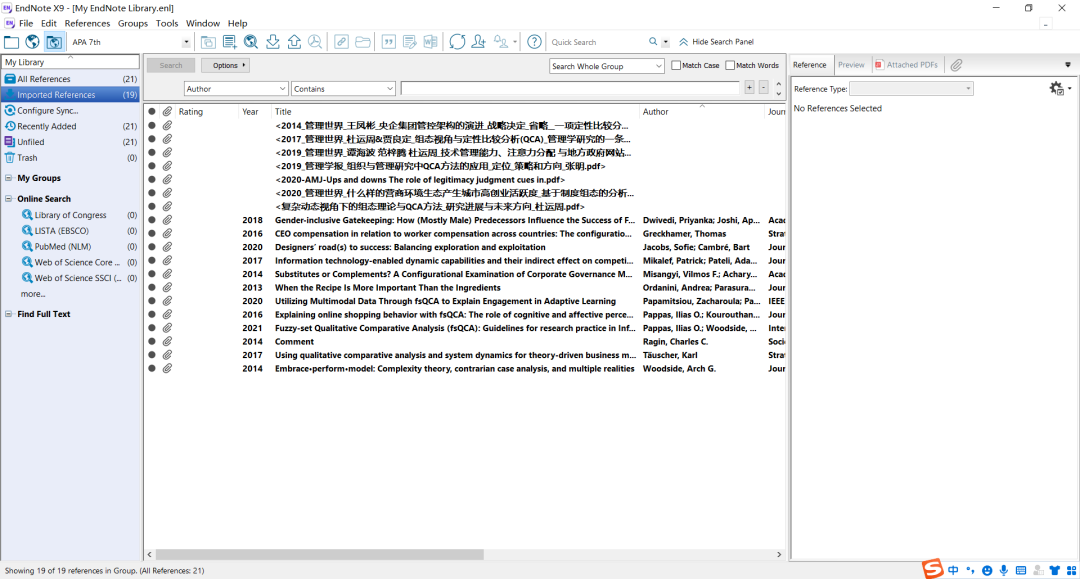 EndNote X9 - [My EndNote Library.enl]
File Edit References Groups Tools Window Help
APA 7th
Quick Search
Hide Search Panel
My Library
All References (21)
Imported References (19)
Configure Sync...
Recently Added (21)
Unfiled (21)
Trash (0)
My Groups
Online Search
Library of Congress (0)
LISTA (EBSCO) (0)
PubMed (NLM) (0)
Web of Science Core ... (0)
Web of Science SSCI (... (0)
more...
Find Full Text
Search Options
Search Whole Group Match Case Match Words
Author Contains + -
Rating Year Title Author Journ
<2014_管理世界_王凤彬_央企集团管控架构的演进_战略决定_省略_一项定性比较分...
<2017_管理世界_杜运周&贾良定_组态视角与定性比较分析(QCA)_管理学研究的一条...
<2019_管理世界_谭海波 范梓腾 杜运周_技术管理能力、注意力分配 与地方政府网站...
<2019_管理学报_组织与管理研究中QCA方法的应用_定位_策略和方向_张明.pdf>
<2020-AMJ-Ups and downs The role of legitimacy judgment cues in.pdf>
<2020_管理世界_什么样的营商环境生态产生城市高创业活跃度_基于制度组态的分析...
<复杂动态视角下的组态理论与QCA方法_研究进展与未来方向_杜运周.pdf>
2018 Gender-inclusive Gatekeeping: How (Mostly Male) Predecessors Influence the Success of F... Dwivedi, Priyanka; Joshi, Ap... Acad
2016 CEO compensation in relation to worker compensation across countries: The configuratio... Greckhamer, Thomas Strat
2020 Designers' road(s) to success: Balancing exploration and exploitation Jacobs, Sofie; Cambré, Bart Jour
2017 Information technology-enabled dynamic capabilities and their indirect effect on competi... Mikalef, Patrick; Pateli, Ada... Jour
2014 Substitutes or Complements? A Configurational Examination of Corporate Governance M... Misangyi, Vilmos F.; Achary... Acad
2013 When the Recipe Is More Important Than the Ingredients Ordanini, Andrea; Parasura... Jour
2020 Utilizing Multimodal Data Through fsQCA to Explain Engagement in Adaptive Learning Papamitsiou, Zacharoula; Pa... IEEE
2016 Explaining online shopping behavior with fsQCA: The role of cognitive and affective perce... Pappas, Ilias O.; Kourouthan... Jour
2021 Fuzzy-set Qualitative Comparative Analysis (fsQCA): Guidelines for research practice in Inf... Pappas, Ilias O.; Woodside, ... Inter
2014 Comment Ragin, Charles C. Socio
2017 Using qualitative comparative analysis and system dynamics for theory-driven business m... Täuscher, Karl Strat
2014 Embrace•perform•model: Complexity theory, contrarian case analysis, and multiple realities Woodside, Arch G. Jour
Reference Preview Attached PDFs
Reference Type:
No References Selected
Showing 19 of 19 references in Group. (All References: 21)
中